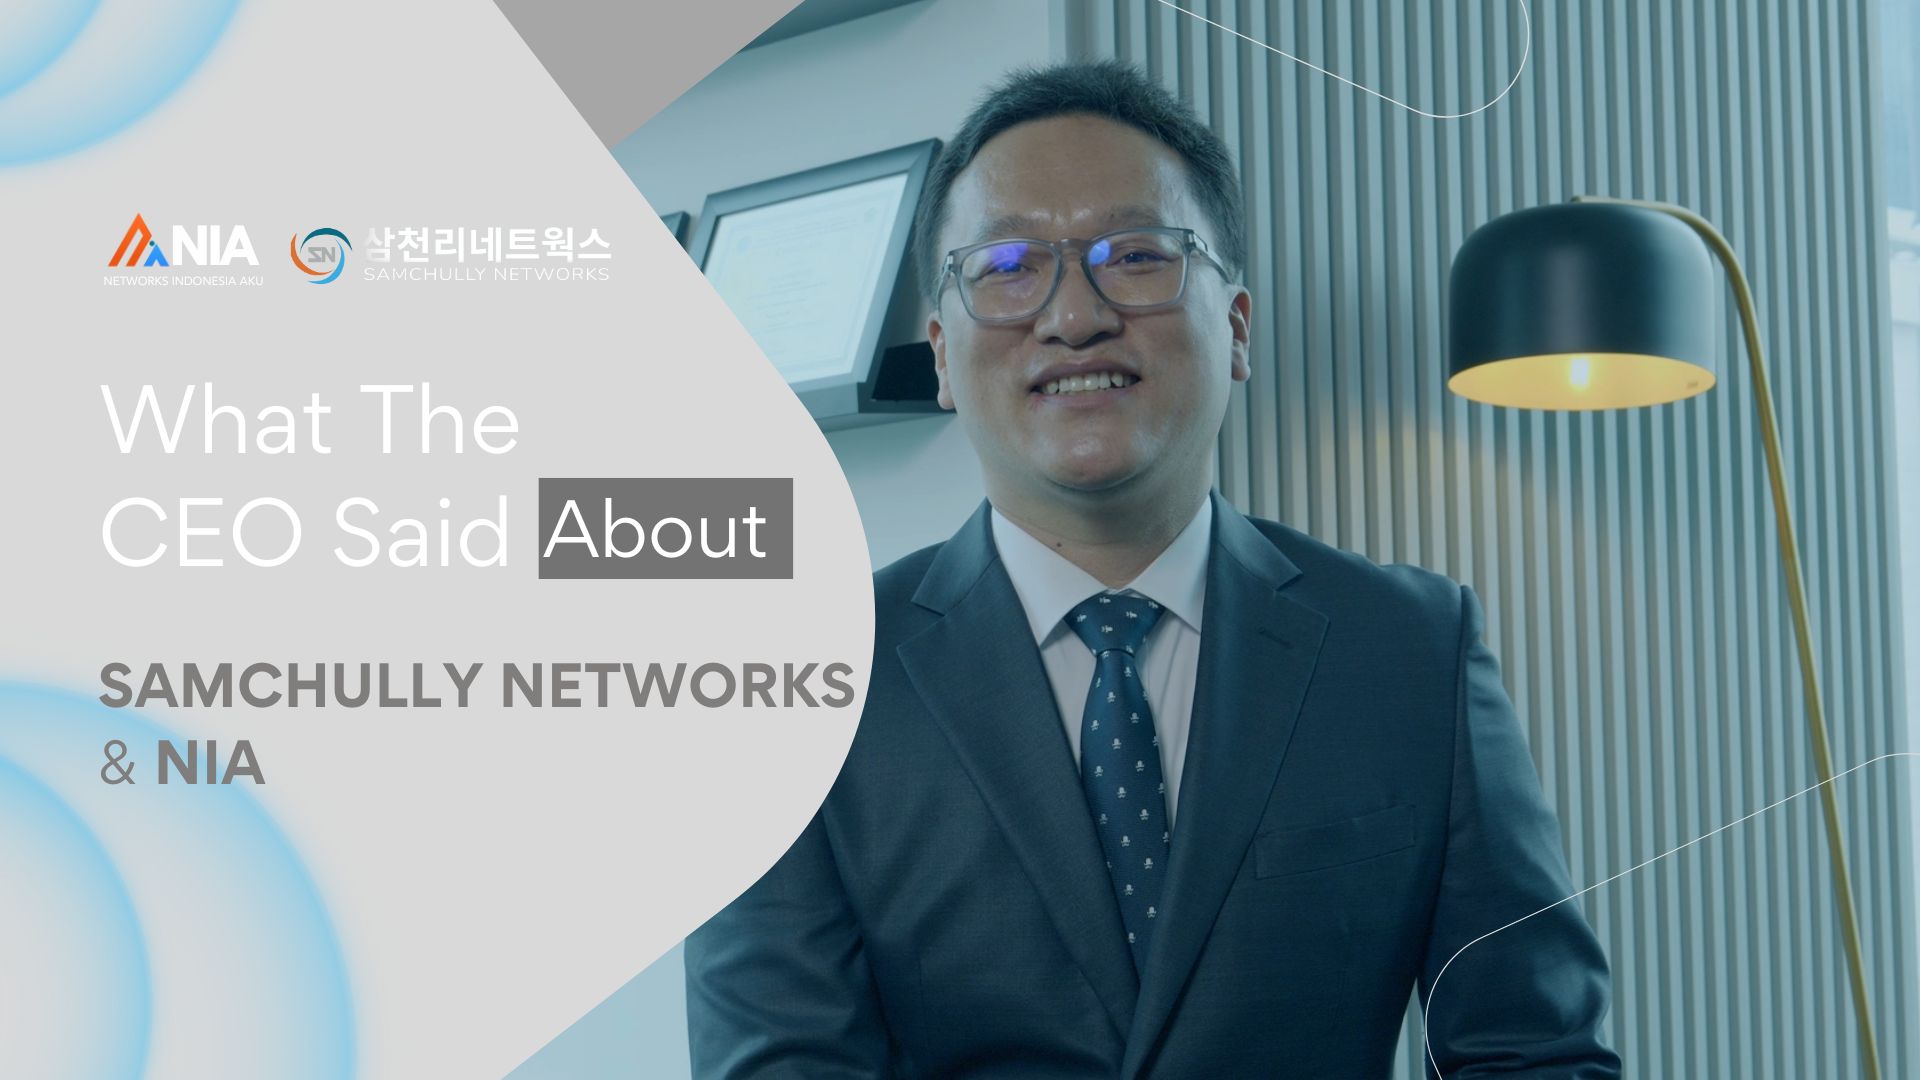 NIA
NETWORKS INDONESIA AKU
SN
삼천리네트웍스
SAMCHULLY NETWORKS
What The
CEO Said About
SAMCHULLY NETWORKS
& NIA